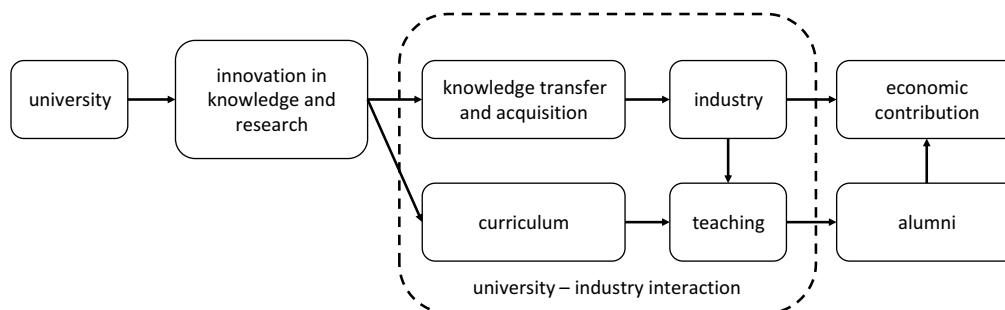 university
innovation in
knowledge and
research
knowledge transfer
and acquisition
industry
economic
contribution
curriculum
teaching
alumni
university – industry interaction